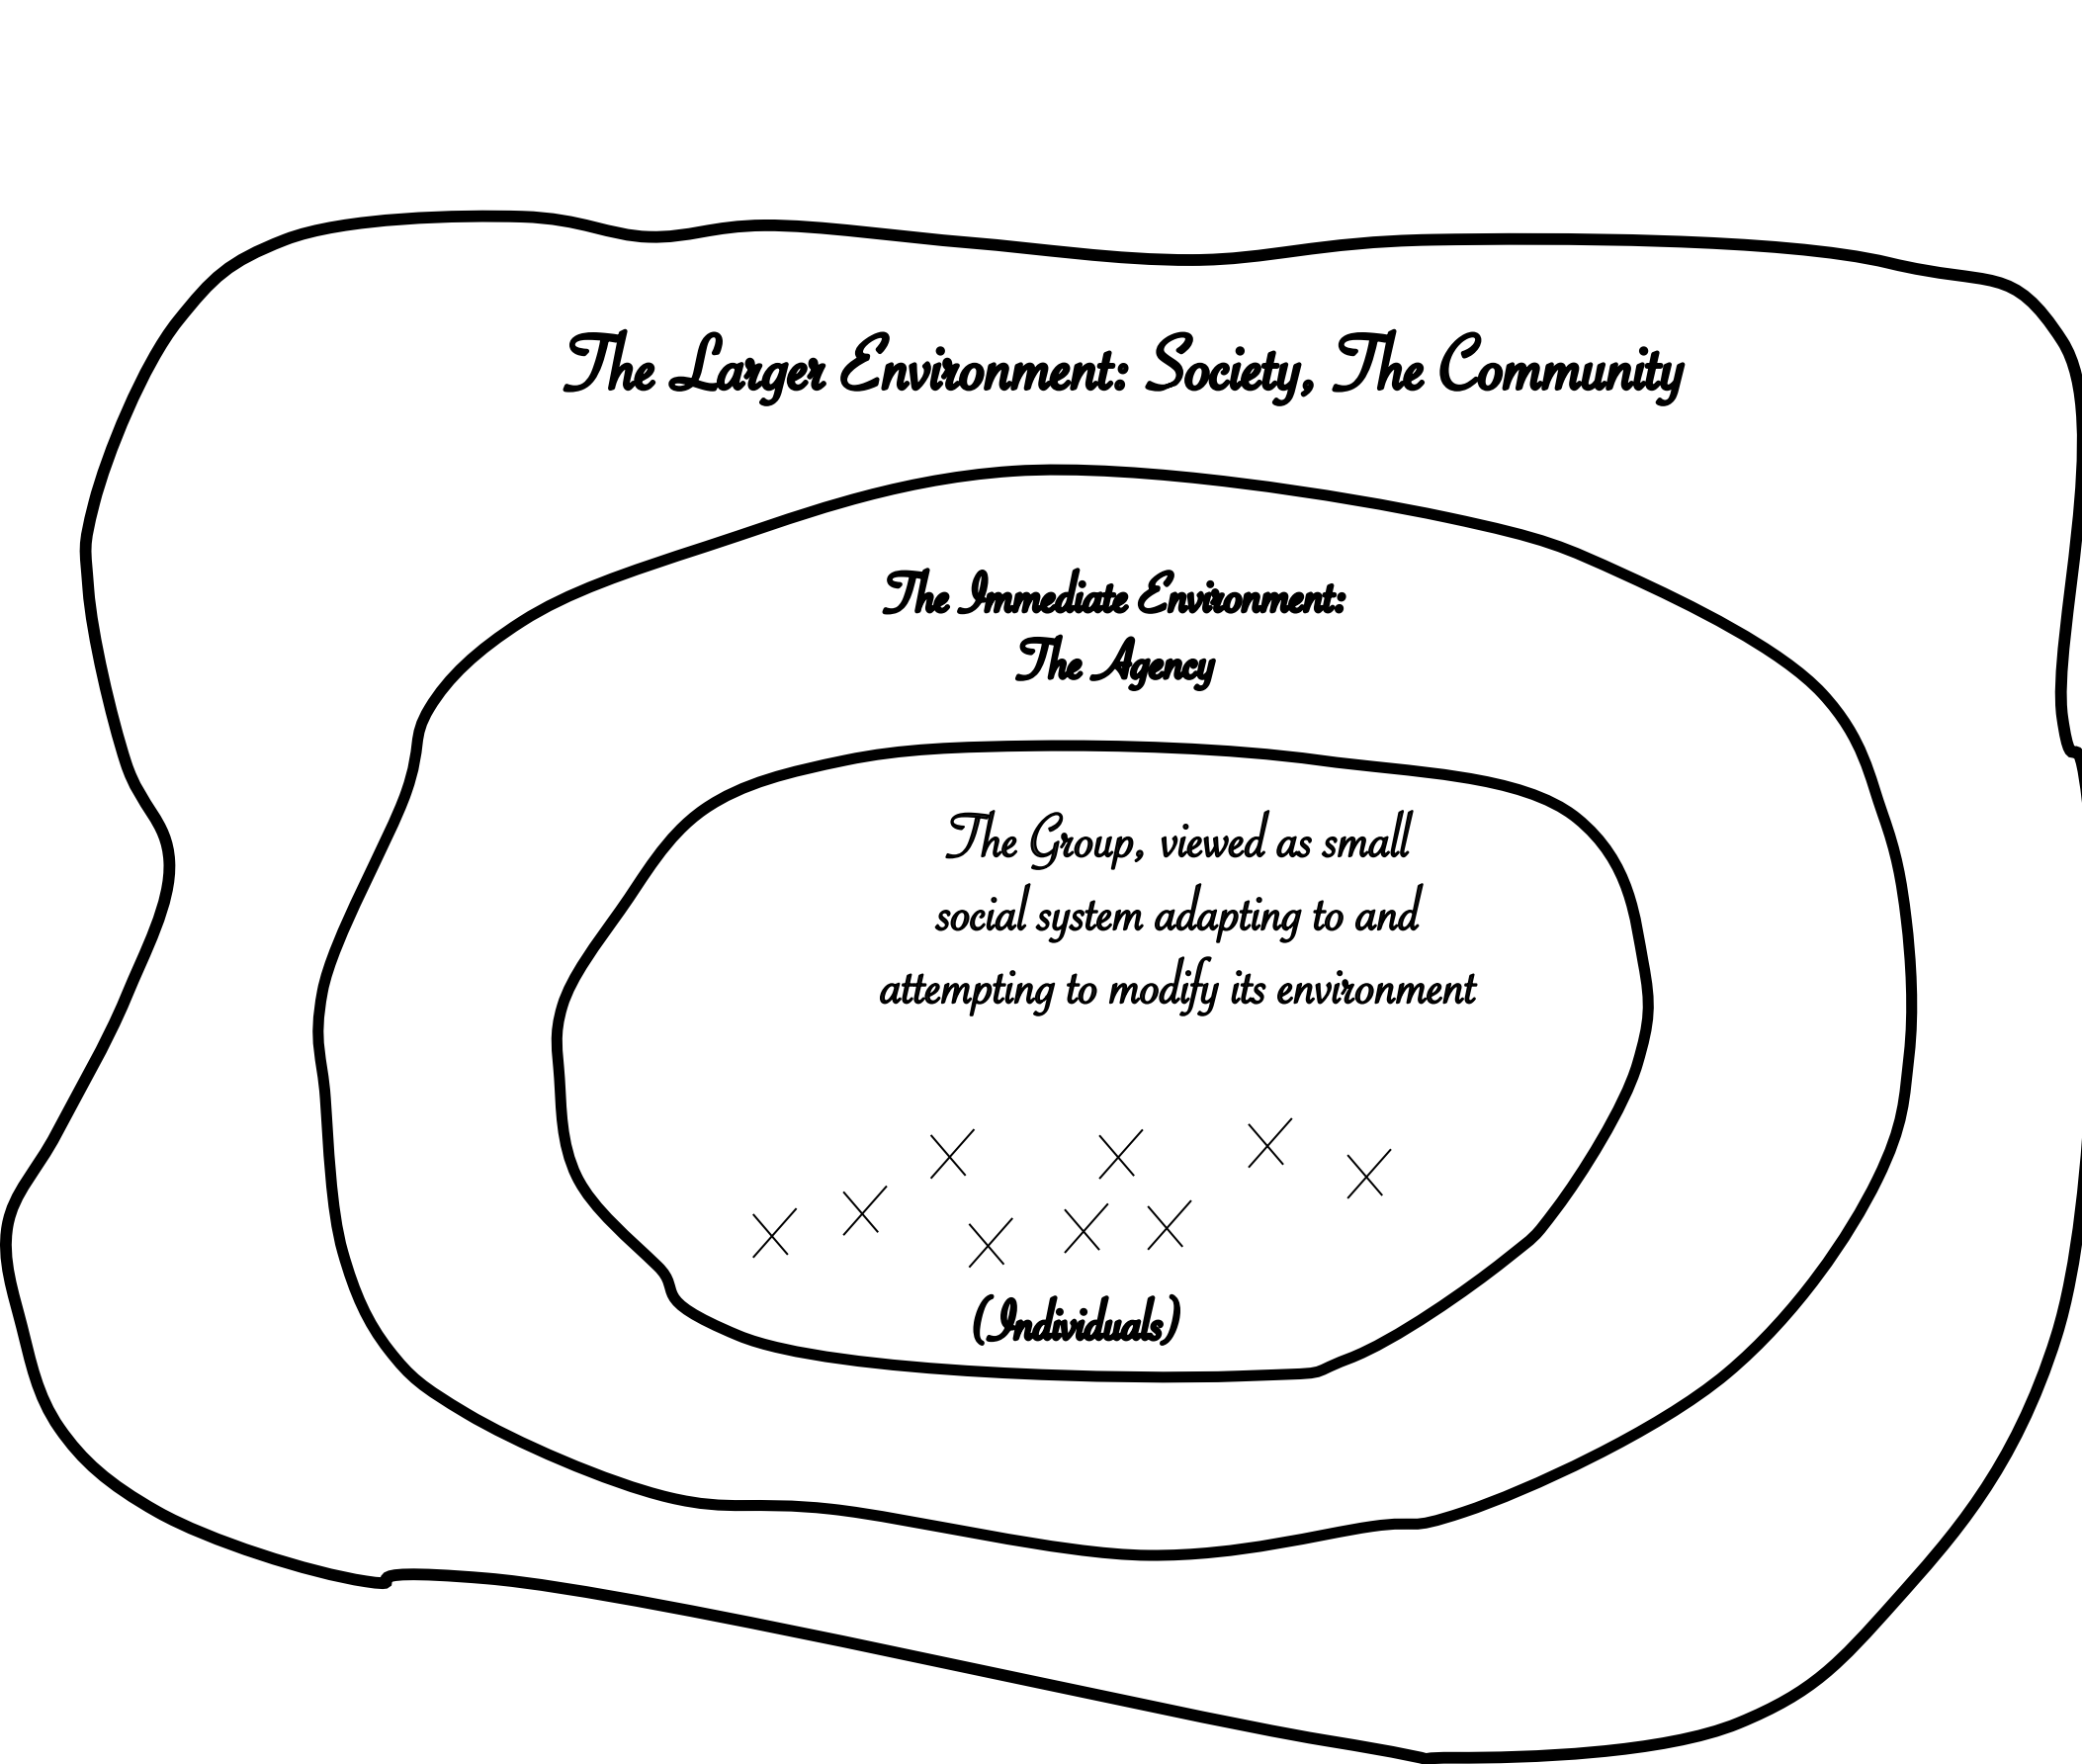 The Larger Environment: Society, The Community
The Immediate Environment:
The Agency
The Group, viewed as small
social system adapting to and
attempting to modify its environment
(Individuals)